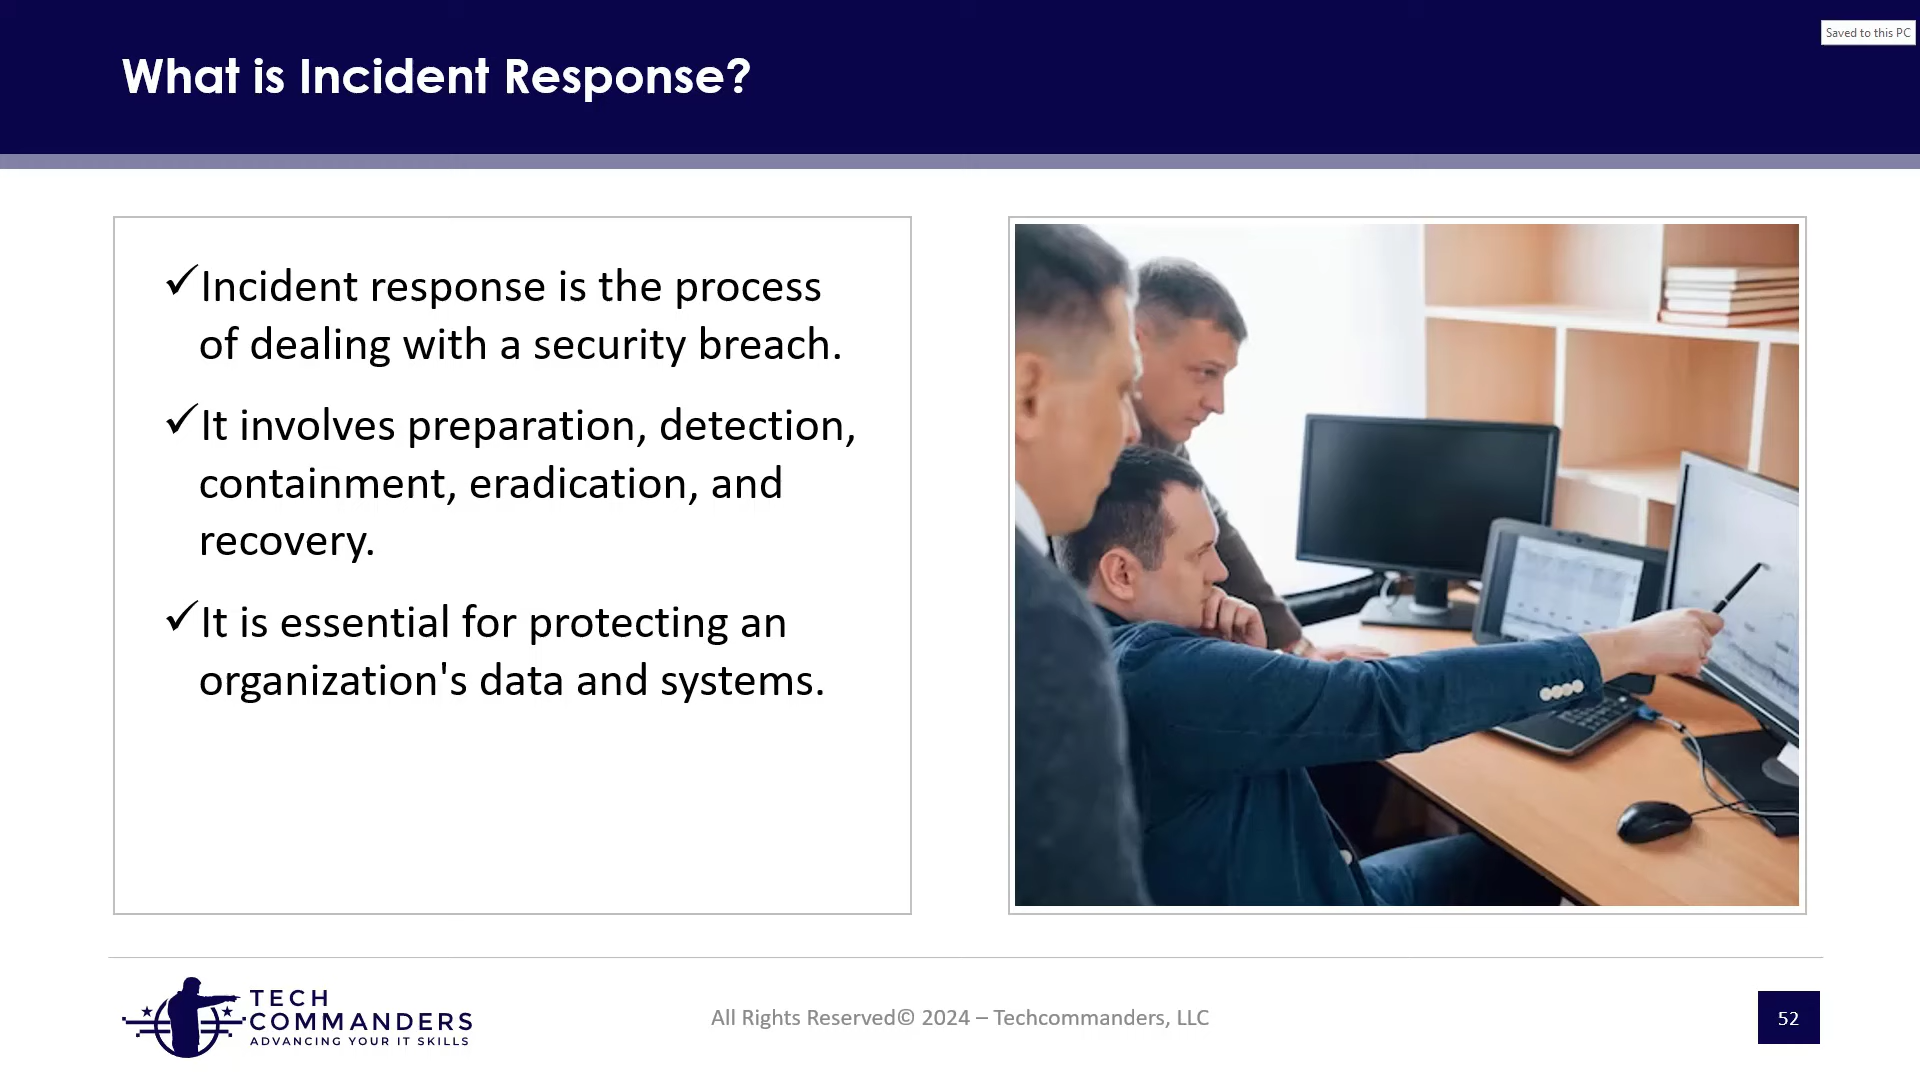 Saved to this PC
What is Incident Response?
✓Incident response is the process
of dealing with a security breach.
✓It involves preparation, detection,
containment, eradication, and
recovery.
✓It is essential for protecting an
organization's data and systems.
TECH
COMMANDERS
ADVANCING YOUR IT SKILLS
All Rights Reserved© 2024 – Techcommanders, LLC
52